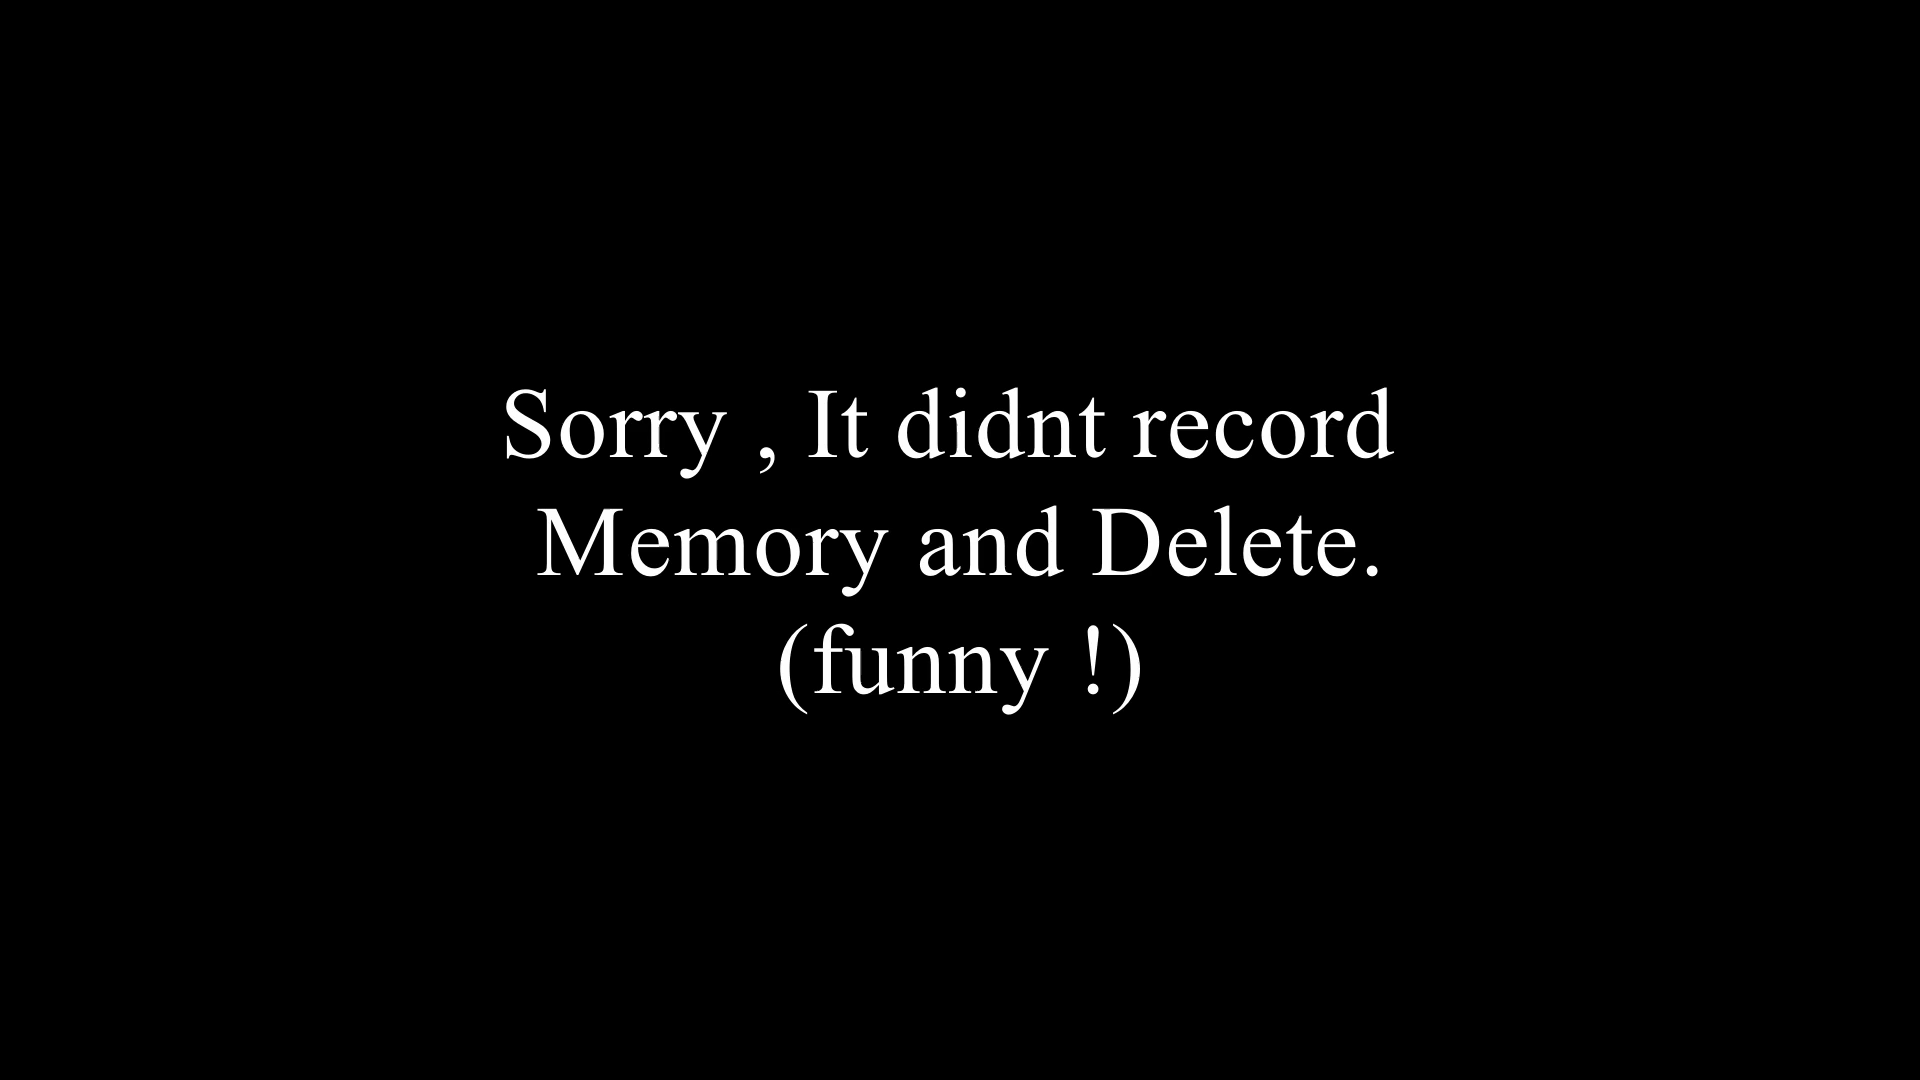 Sorry , It didnt record
Memory and Delete.
(funny !)